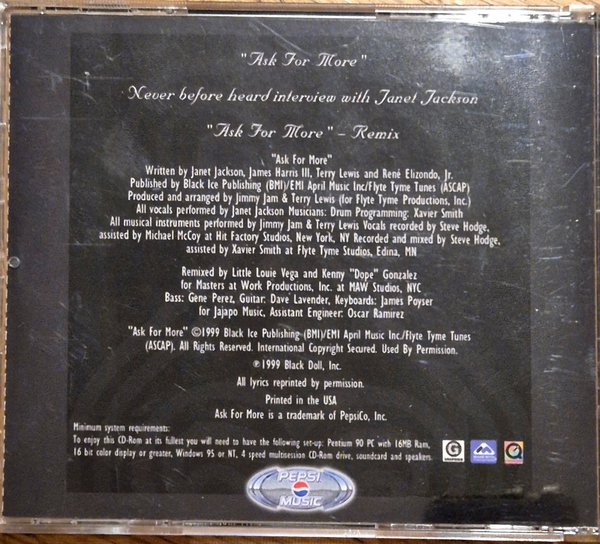 "Ask For More"
Never before heard interview with Janet Jackson
"Ask For More" – Remix
"Ask For More"
Written by Janet Jackson, James Harris III, Terry Lewis and René Elizondo, Jr.
Published by Black Ice Publishing (BMI)/EMI April Music Inc/Flyte Tyme Tunes (ASCAP)
Produced and arranged by Jimmy Jam & Terry Lewis (for Flyte Tyme Productions, Inc.)
All vocals performed by Janet Jackson Musicians: Drum Programming: Xavier Smith
All musical instruments performed by Jimmy Jam & Terry Lewis Vocals recorded by Steve Hodge,
assisted by Michael McCoy at Hit Factory Studios, New York, NY Recorded and mixed by Steve Hodge,
assisted by Xavier Smith at Flyte Tyme Studios, Edina, MN
Remixed by Little Louie Vega and Kenny "Dope" Gonzalez
for Masters at Work Productions, Inc. at MAW Studios, NYC
Bass: Gene Perez, Guitar: Dave Lavender, Keyboards: James Poyser
for Jajapo Music, Assistant Engineer: Oscar Ramirez
"Ask For More" ©1999 Black Ice Publishing (BMI)/EMI April Music Inc./Flyte Tyme Tunes
(ASCAP). All Rights Reserved. International Copyright Secured. Used By Permission.
℗1999 Black Doll, Inc.
All lyrics reprinted by permission.
Printed in the USA
Ask For More is a trademark of PepsiCo, Inc.
Minimum system requirements:
To enjoy this CD-Rom at its fullest you will need to have the following set-up: Pentium 90 PC with 16MB Ram,
16 bit color display or greater, Windows 95 or NT, 4 speed multisession CD-Rom drive, soundcard and speakers.
PEPSI
MUSIC